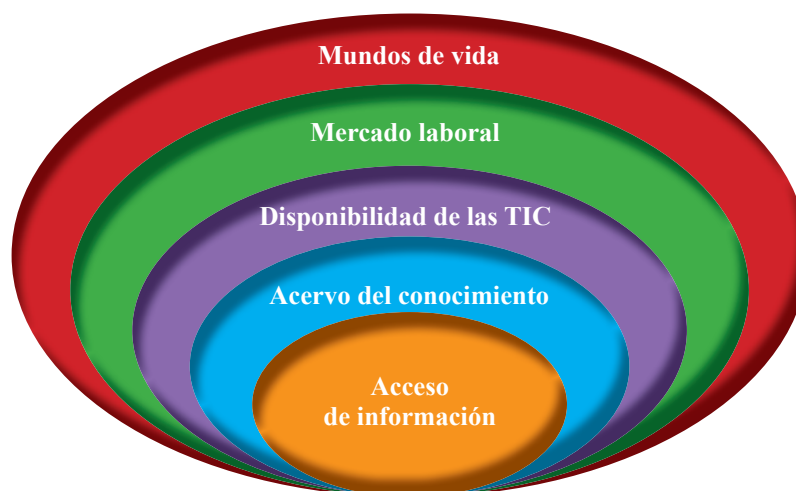 Mundos de vida
Mercado laboral
Disponibilidad de las TIC
Acervo del conocimiento
Acceso
de información